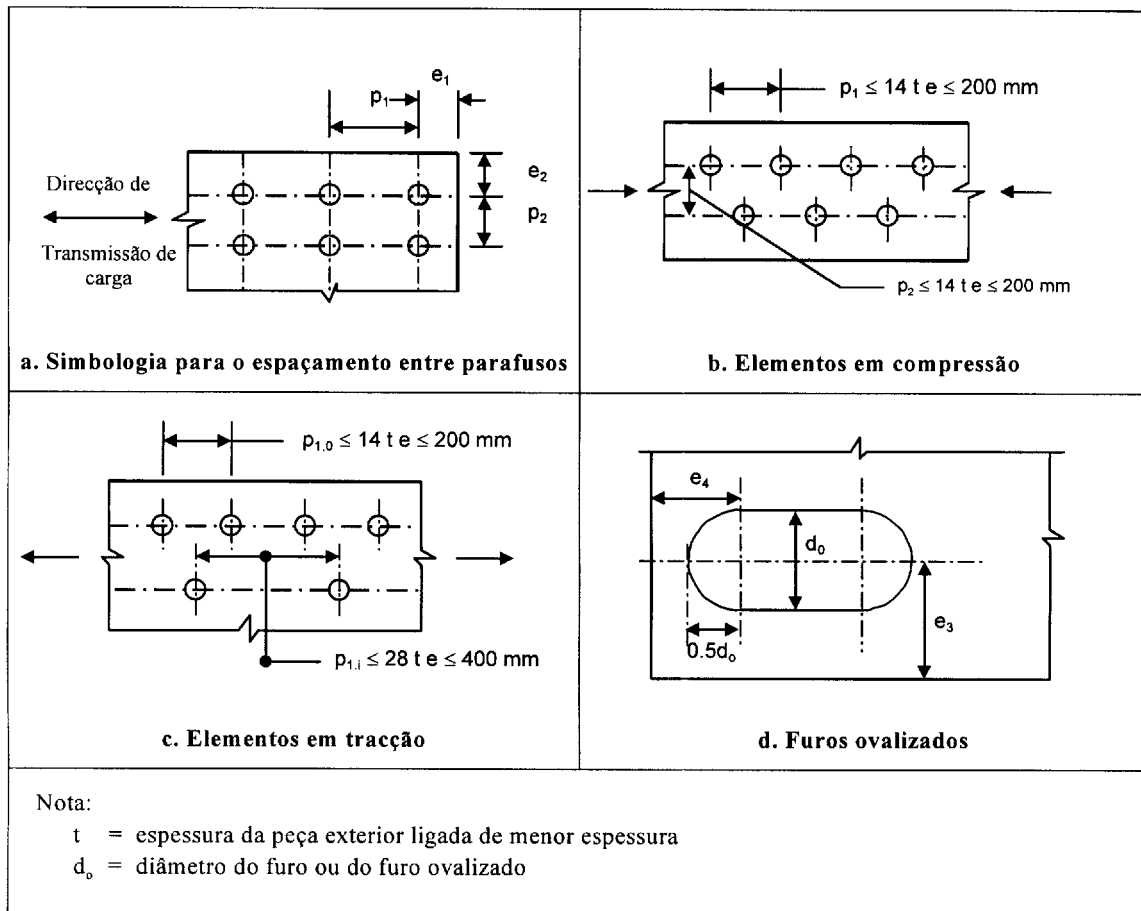 e₁
p₁
e₂
p₂
Direcção de
Transmissão de
carga
a. Simbologia para o espaçamento entre parafusos
p₁ ≤ 14 t e ≤ 200 mm
p₂ ≤ 14 t e ≤ 200 mm
b. Elementos em compressão
p₁,₀ ≤ 14 t e ≤ 200 mm
p₁.ᵢ ≤ 28 t e ≤ 400 mm
c. Elementos em tracção
e₄
d₀
e₃
0.5dₒ
d. Furos ovalizados
Nota:
t = espessura da peça exterior ligada de menor espessura
dₒ = diâmetro do furo ou do furo ovalizado